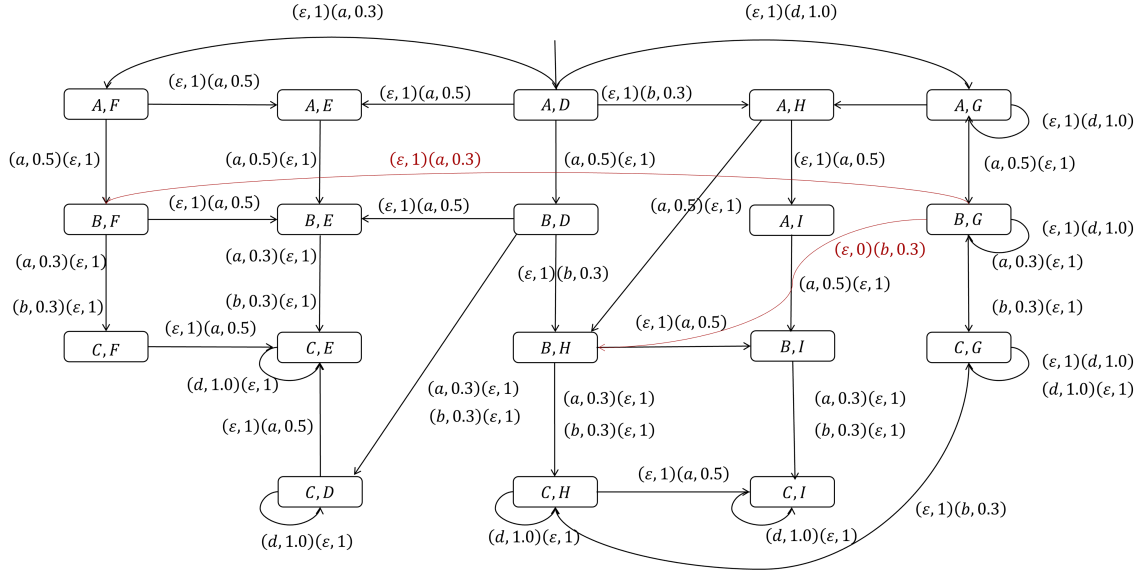 (ε, 1)(a, 0.3)
(ε, 1)(d, 1.0)
(ε, 1)(a, 0.5)
(ε, 1)(a, 0.5)
(ε, 1)(b, 0.3)
A, F
A, E
A, D
A, H
A, G
(ε, 1)(d, 1.0)
(a, 0.5)(ε, 1)
(a, 0.5)(ε, 1)
(ε, 1)(a, 0.3)
(a, 0.5)(ε, 1)
(ε, 1)(a, 0.5)
(a, 0.5)(ε, 1)
(ε, 1)(a, 0.5)
(ε, 1)(a, 0.5)
(a, 0.5)(ε, 1)
B, F
B, E
B, D
A, I
B, G
(ε, 1)(d, 1.0)
(a, 0.3)(ε, 1)
(a, 0.3)(ε, 1)
(ε, 1)(b, 0.3)
(ε, 0)(b, 0.3)
(a, 0.3)(ε, 1)
(b, 0.3)(ε, 1)
(b, 0.3)(ε, 1)
(a, 0.5)(ε, 1)
(b, 0.3)(ε, 1)
(ε, 1)(a, 0.5)
(ε, 1)(a, 0.5)
C, F
C, E
B, H
B, I
C, G
(ε, 1)(d, 1.0)
(d, 1.0)(ε, 1)
(d, 1.0)(ε, 1)
(a, 0.3)(ε, 1)
(b, 0.3)(ε, 1)
(a, 0.3)(ε, 1)
(b, 0.3)(ε, 1)
(a, 0.3)(ε, 1)
(b, 0.3)(ε, 1)
(ε, 1)(a, 0.5)
(ε, 1)(a, 0.5)
C, D
C, H
C, I
(ε, 1)(b, 0.3)
(d, 1.0)(ε, 1)
(d, 1.0)(ε, 1)
(d, 1.0)(ε, 1)